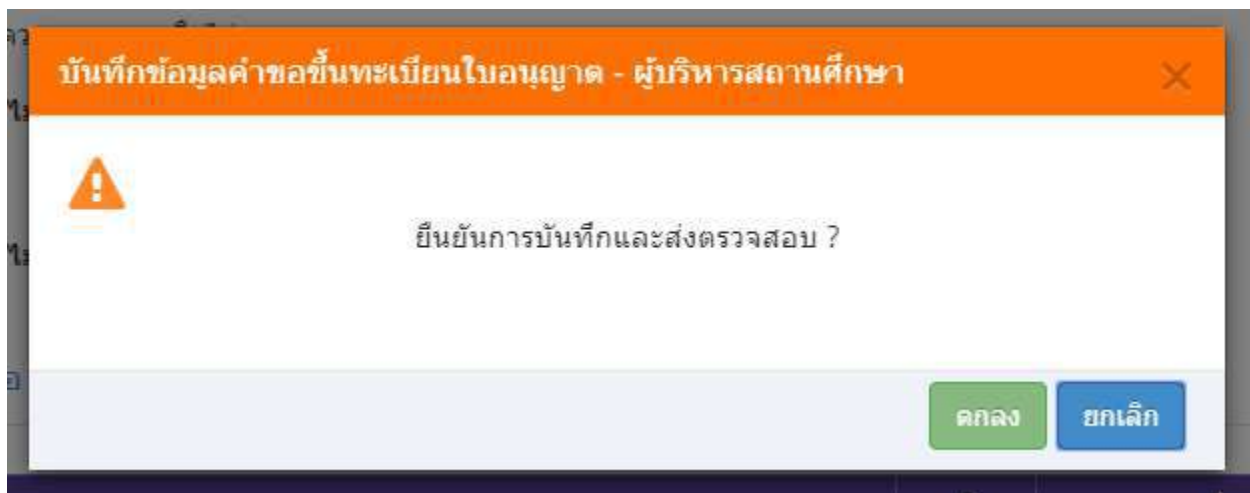 บันทึกข้อมูลคำขอขึ้นทะเบียนใบอนุญาต - ผู้บริหารสถานศึกษา
ยืนยันการบันทึกและส่งตรวจสอบ ?
ตกลง ยกเลิก